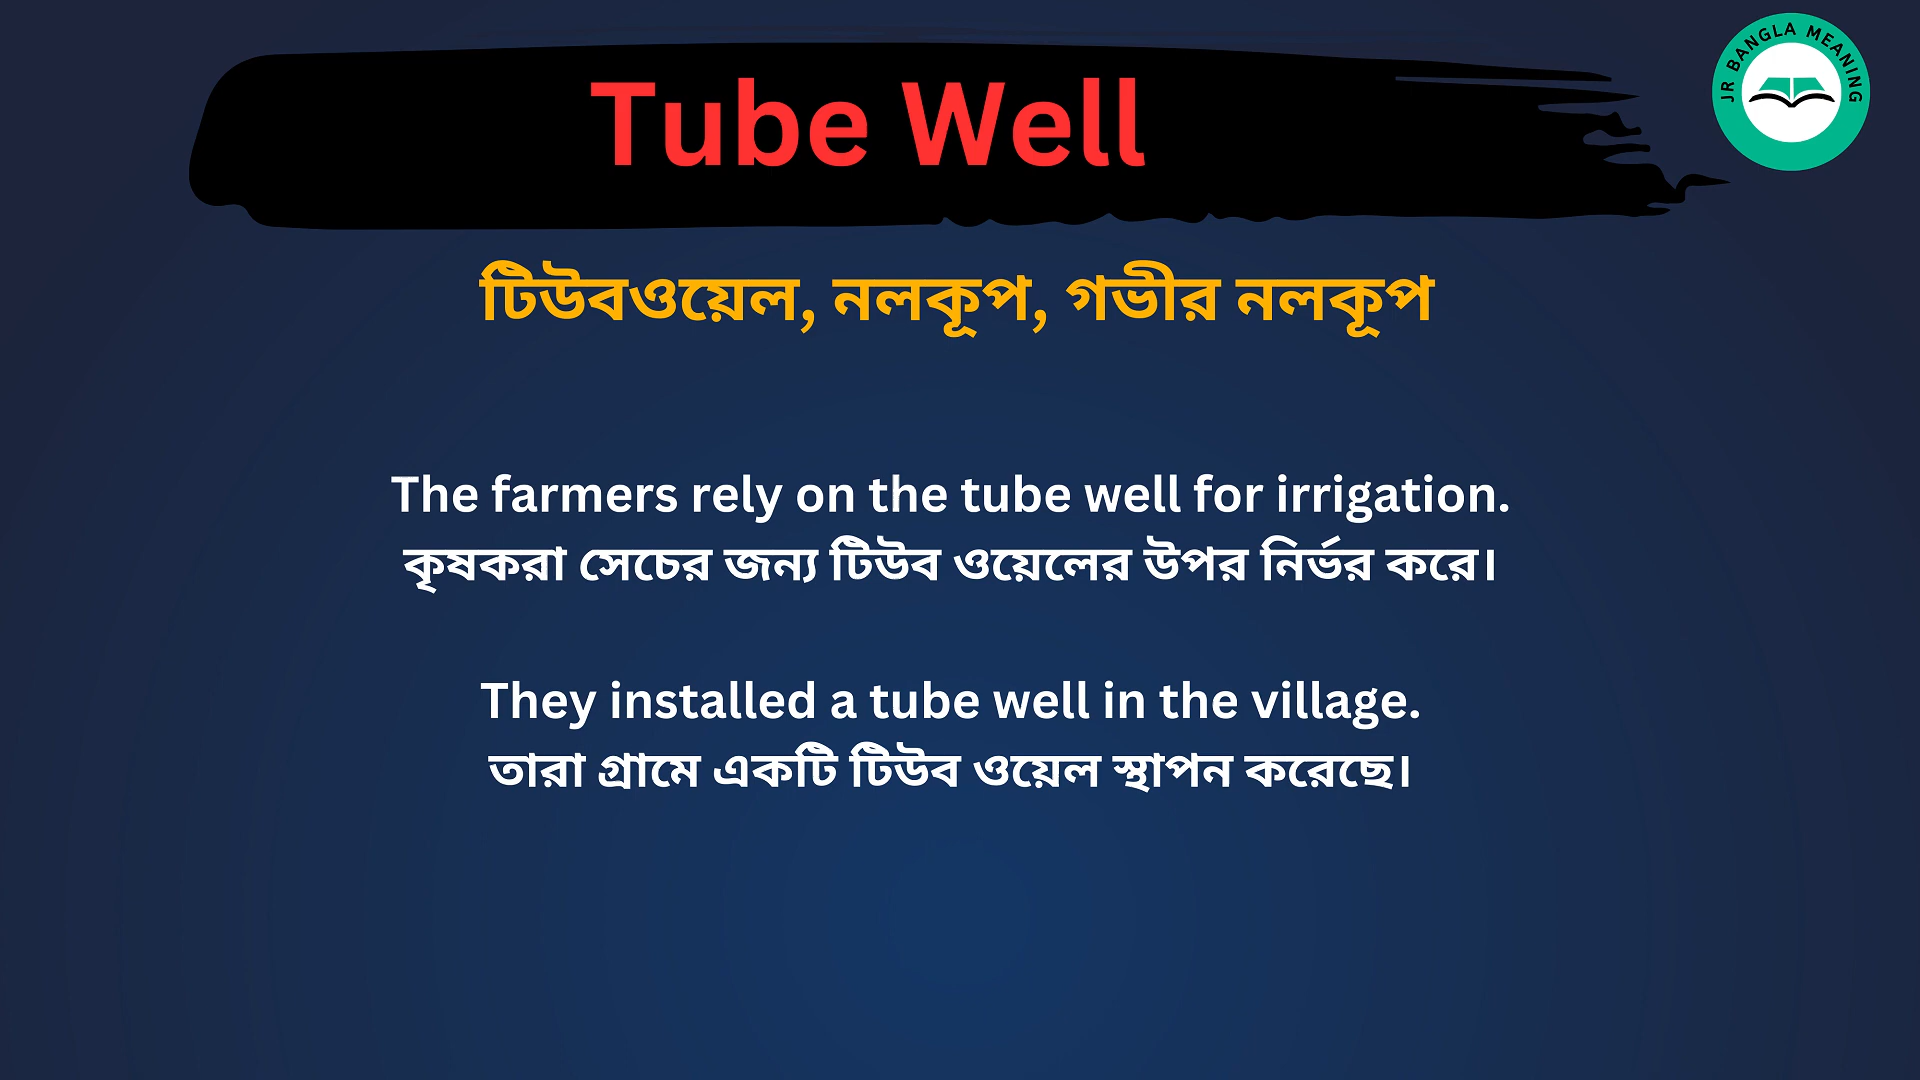 Tube Well
JR BANGLA MEANING
টিউবওয়েল, নলকূপ, গভীর নলকূপ
The farmers rely on the tube well for irrigation.
কৃষকরা সেচের জন্য টিউব ওয়েলের উপর নির্ভর করে।
They installed a tube well in the village.
তারা গ্রামে একটি টিউব ওয়েল স্থাপন করেছে।